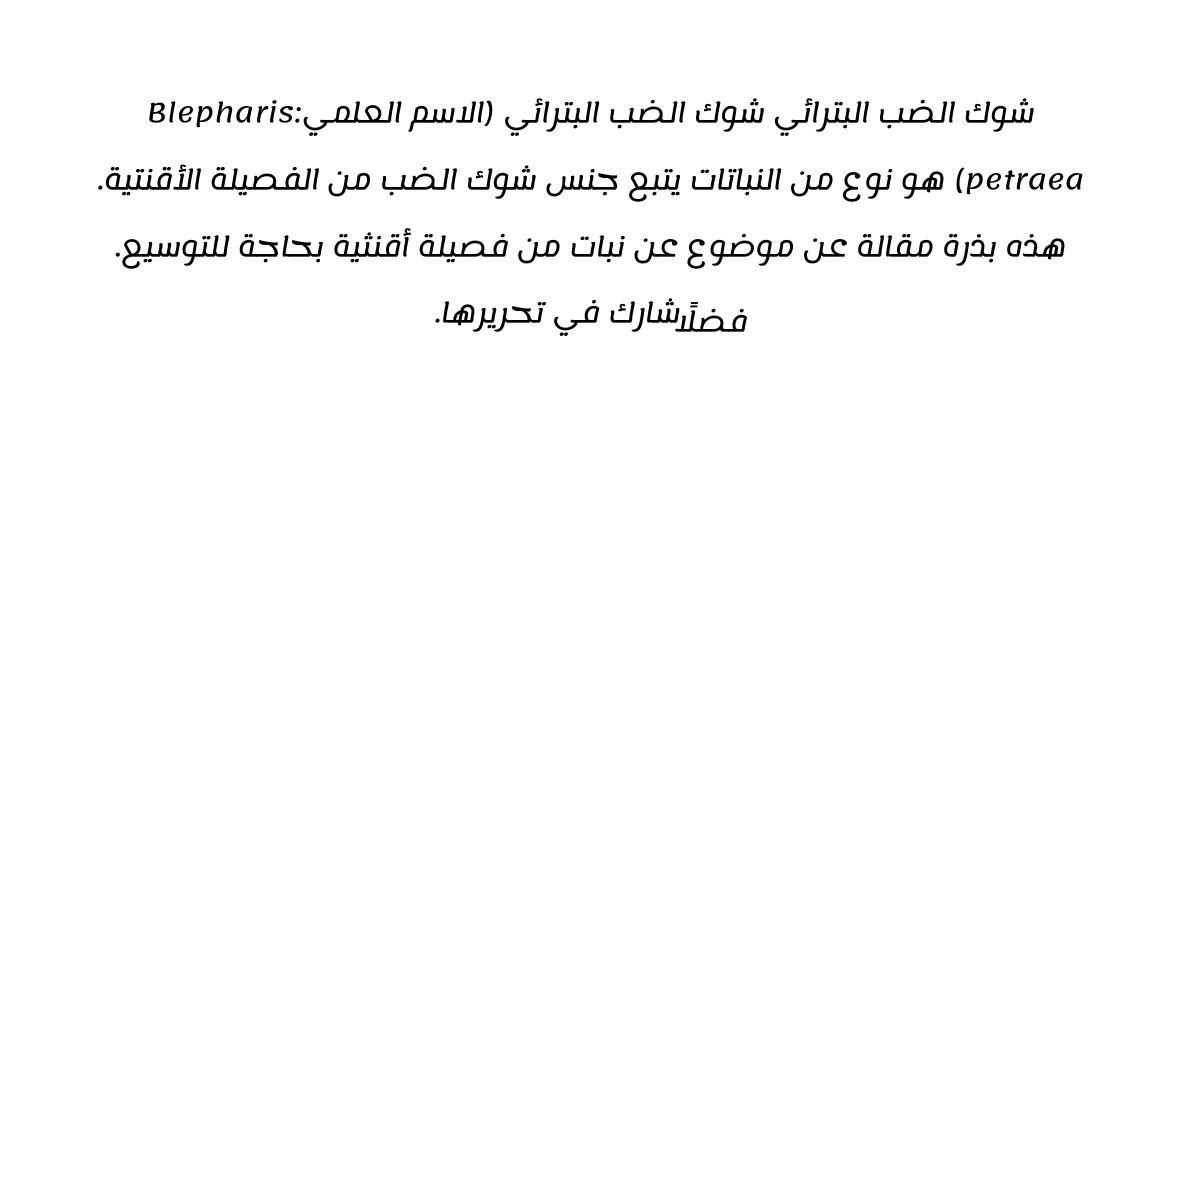 شوك الضب البترائي شوك الضب البترائي (الاسم العلمي:Blepharis
petraea) هو نوع من النباتات يتبع جنس شوك الضب من الفصيلة الأقنتية.
هذه بذرة مقالة عن موضوع عن نبات من فصيلة أقنثية بحاجة للتوسيع.
فضلًا شارك في تحريرها.